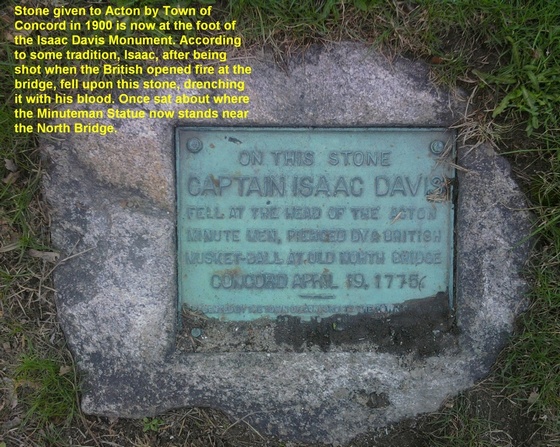 Stone given to Acton by Town of
Concord in 1900 is now at the foot of
the Isaac Davis Monument. According
to some tradition, Isaac, after being
shot when the British opened fire at the
bridge, fell upon this stone, drenching
it with his blood. Once sat about where
the Minuteman Statue now stands near
the North Bridge.
ON THIS STONE
CAPTAIN ISAAC DAVIS
FELL AT THE HEAD OF THE ACTON
MINUTE MEN, PIERCED BY A BRITISH
MUSKET-BALL AT OLD NORTH BRIDGE
CONCORD APRIL 19, 1775